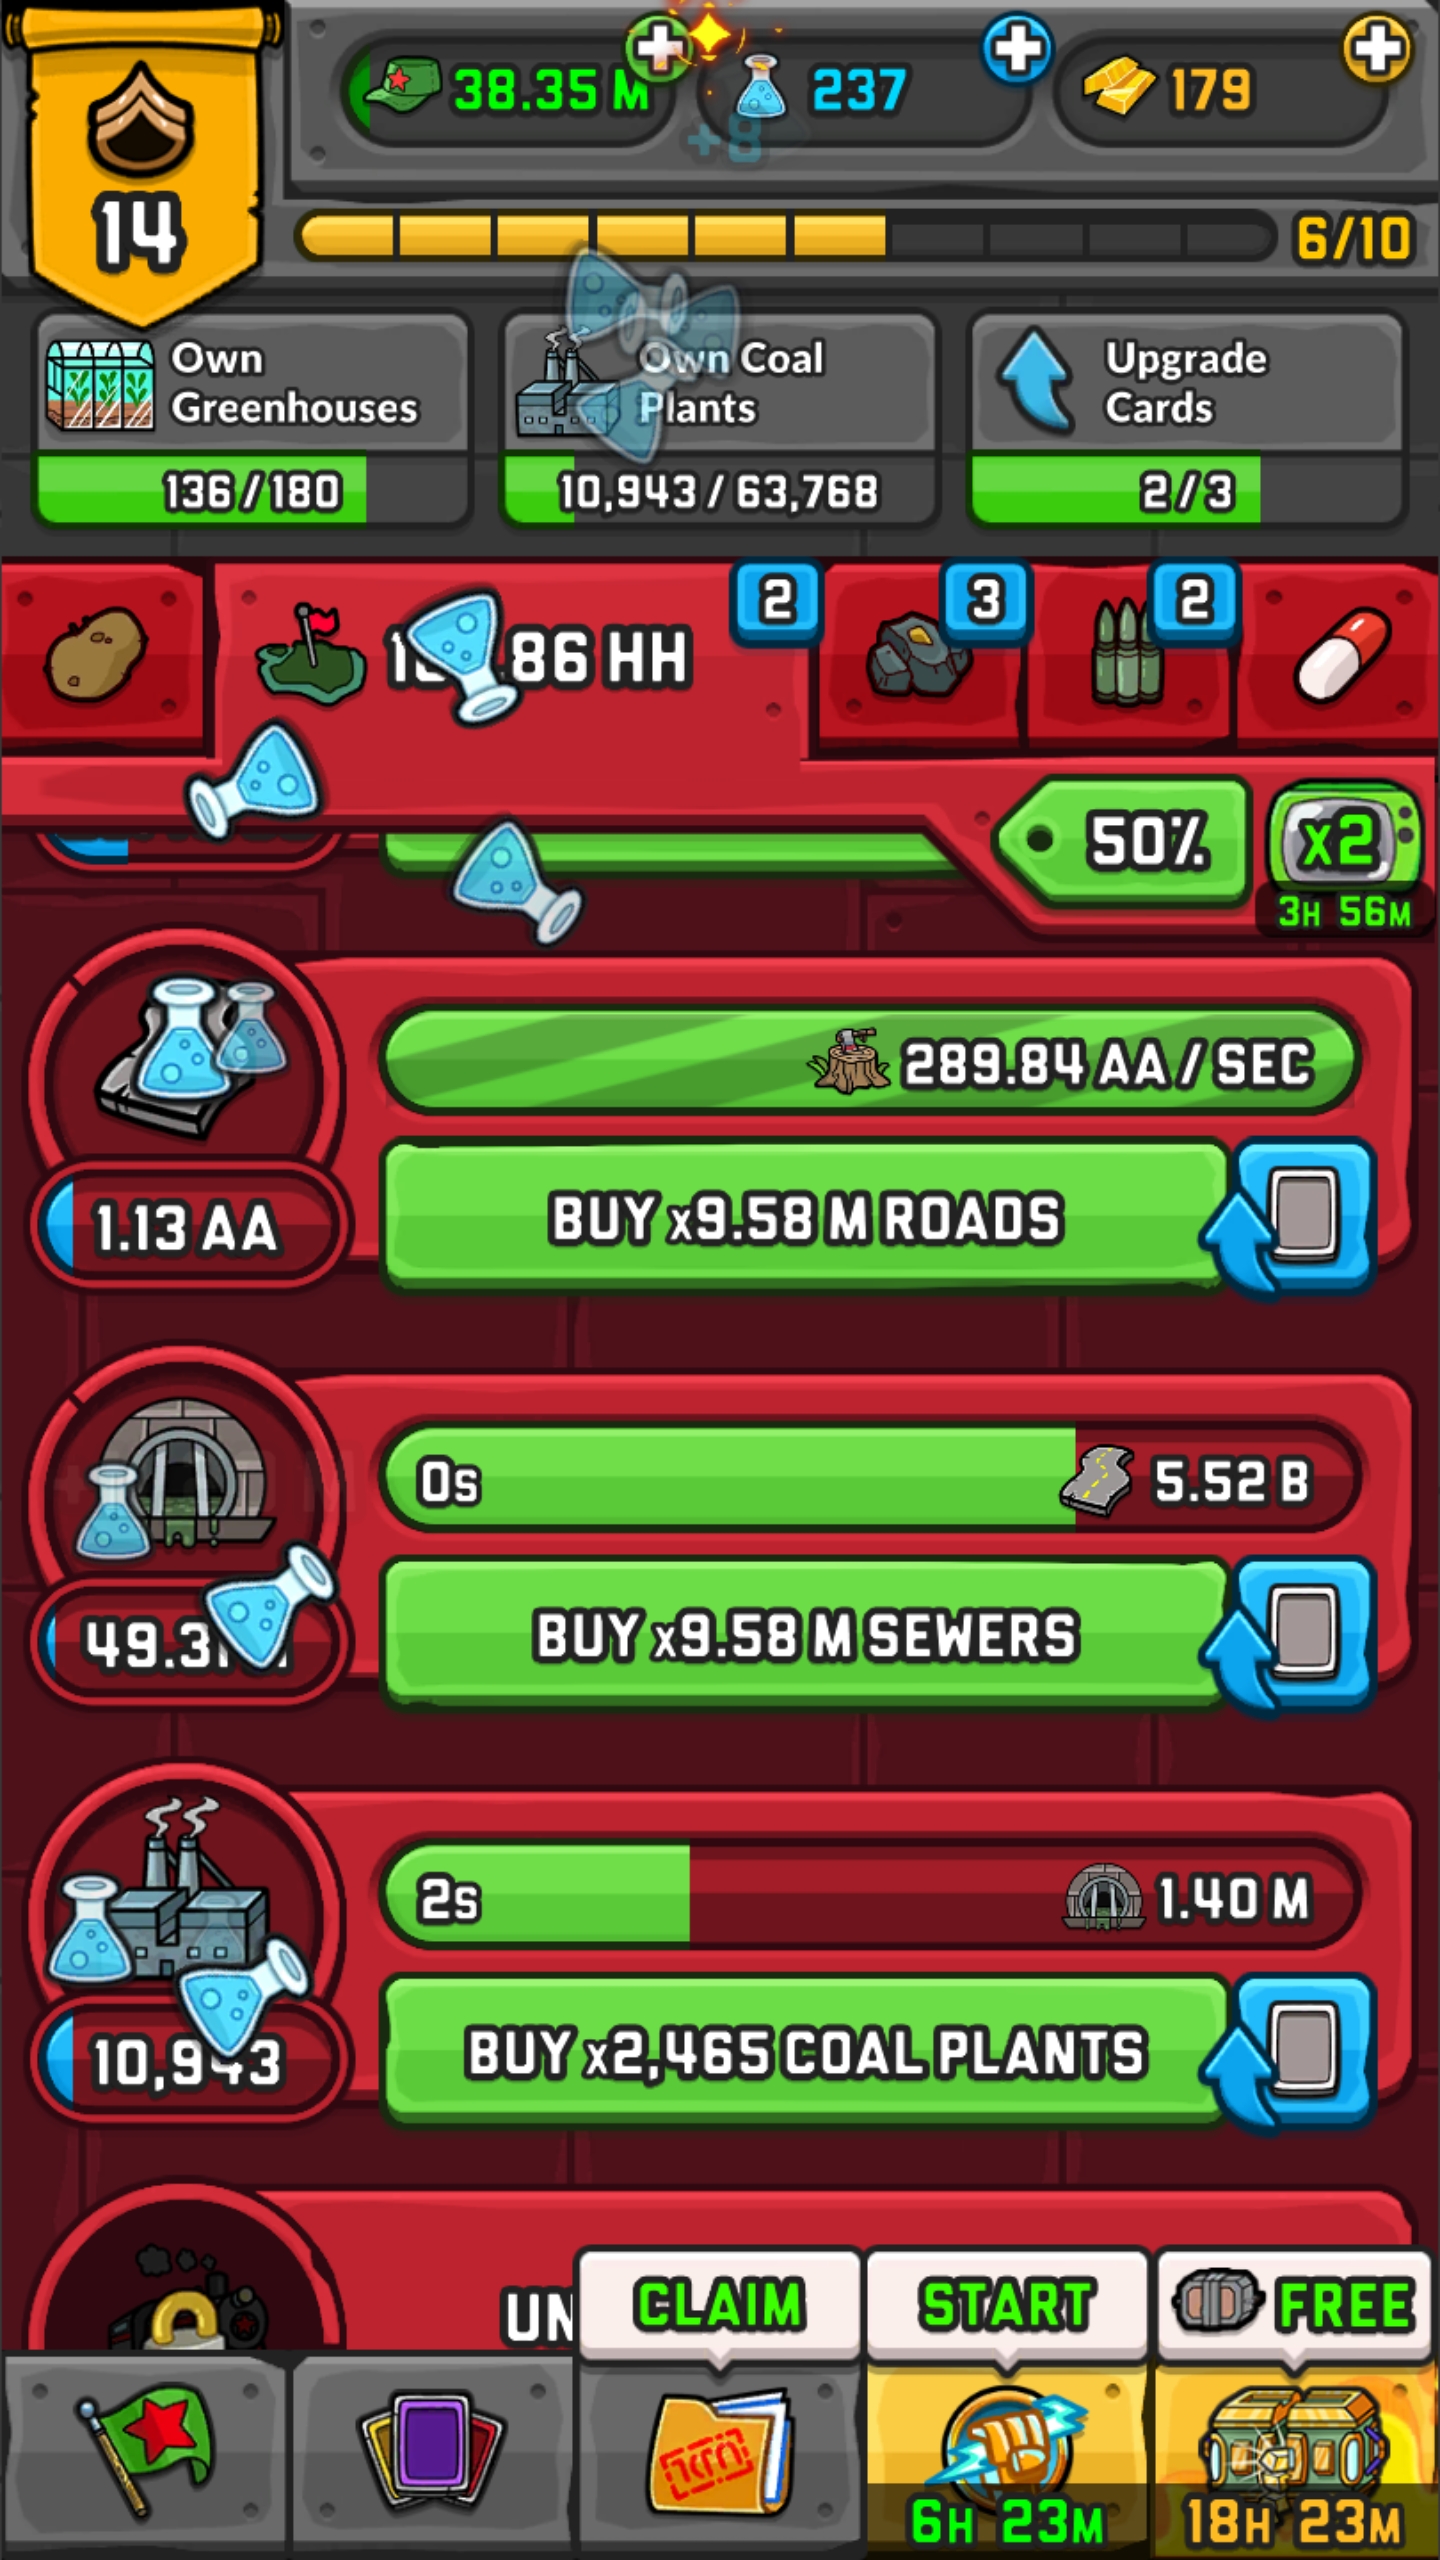 38.35 M
237
179
+8
14
6/10
Own
Greenhouses
Own Coal
Plants
Upgrade
Cards
136/180
10,943/63,768
2/3
86 HH
2
3
2
50%
x2
3H 56M
289.84 AA/SEC
1.13 AA
BUY x9.58 M ROADS
0s
5.52 B
BUY x9.58 M SEWERS
2s
1.40 M
10,943
BUY x2,465 COAL PLANTS
CLAIM
START
FREE
6H 23M
18H 23M